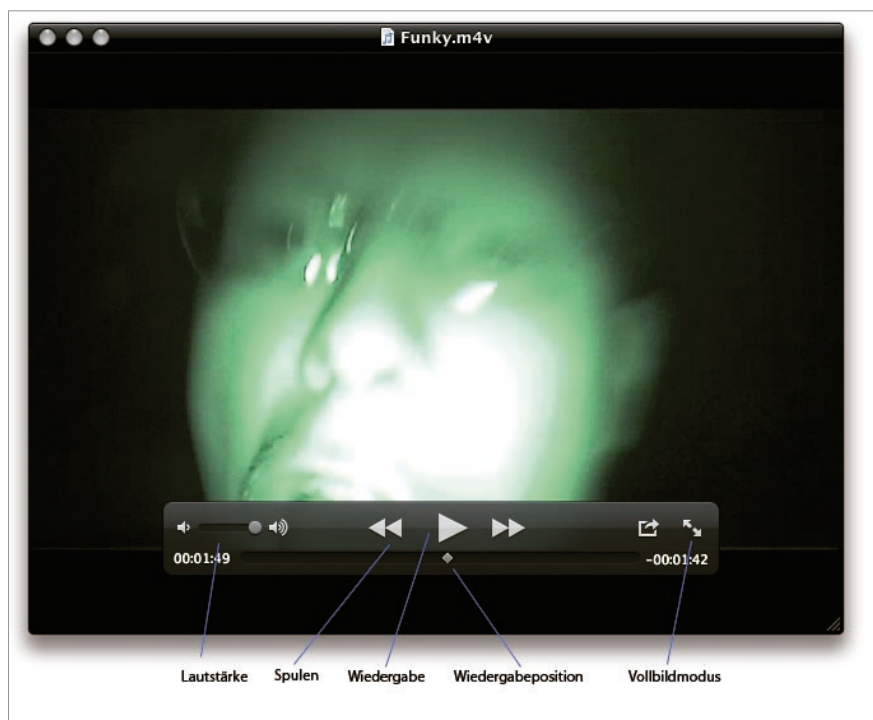 Funky.m4v
00:01:49
-00:01:42
Lautstärke Spulen Wiedergabe Wiedergabeposition Vollbildmodus